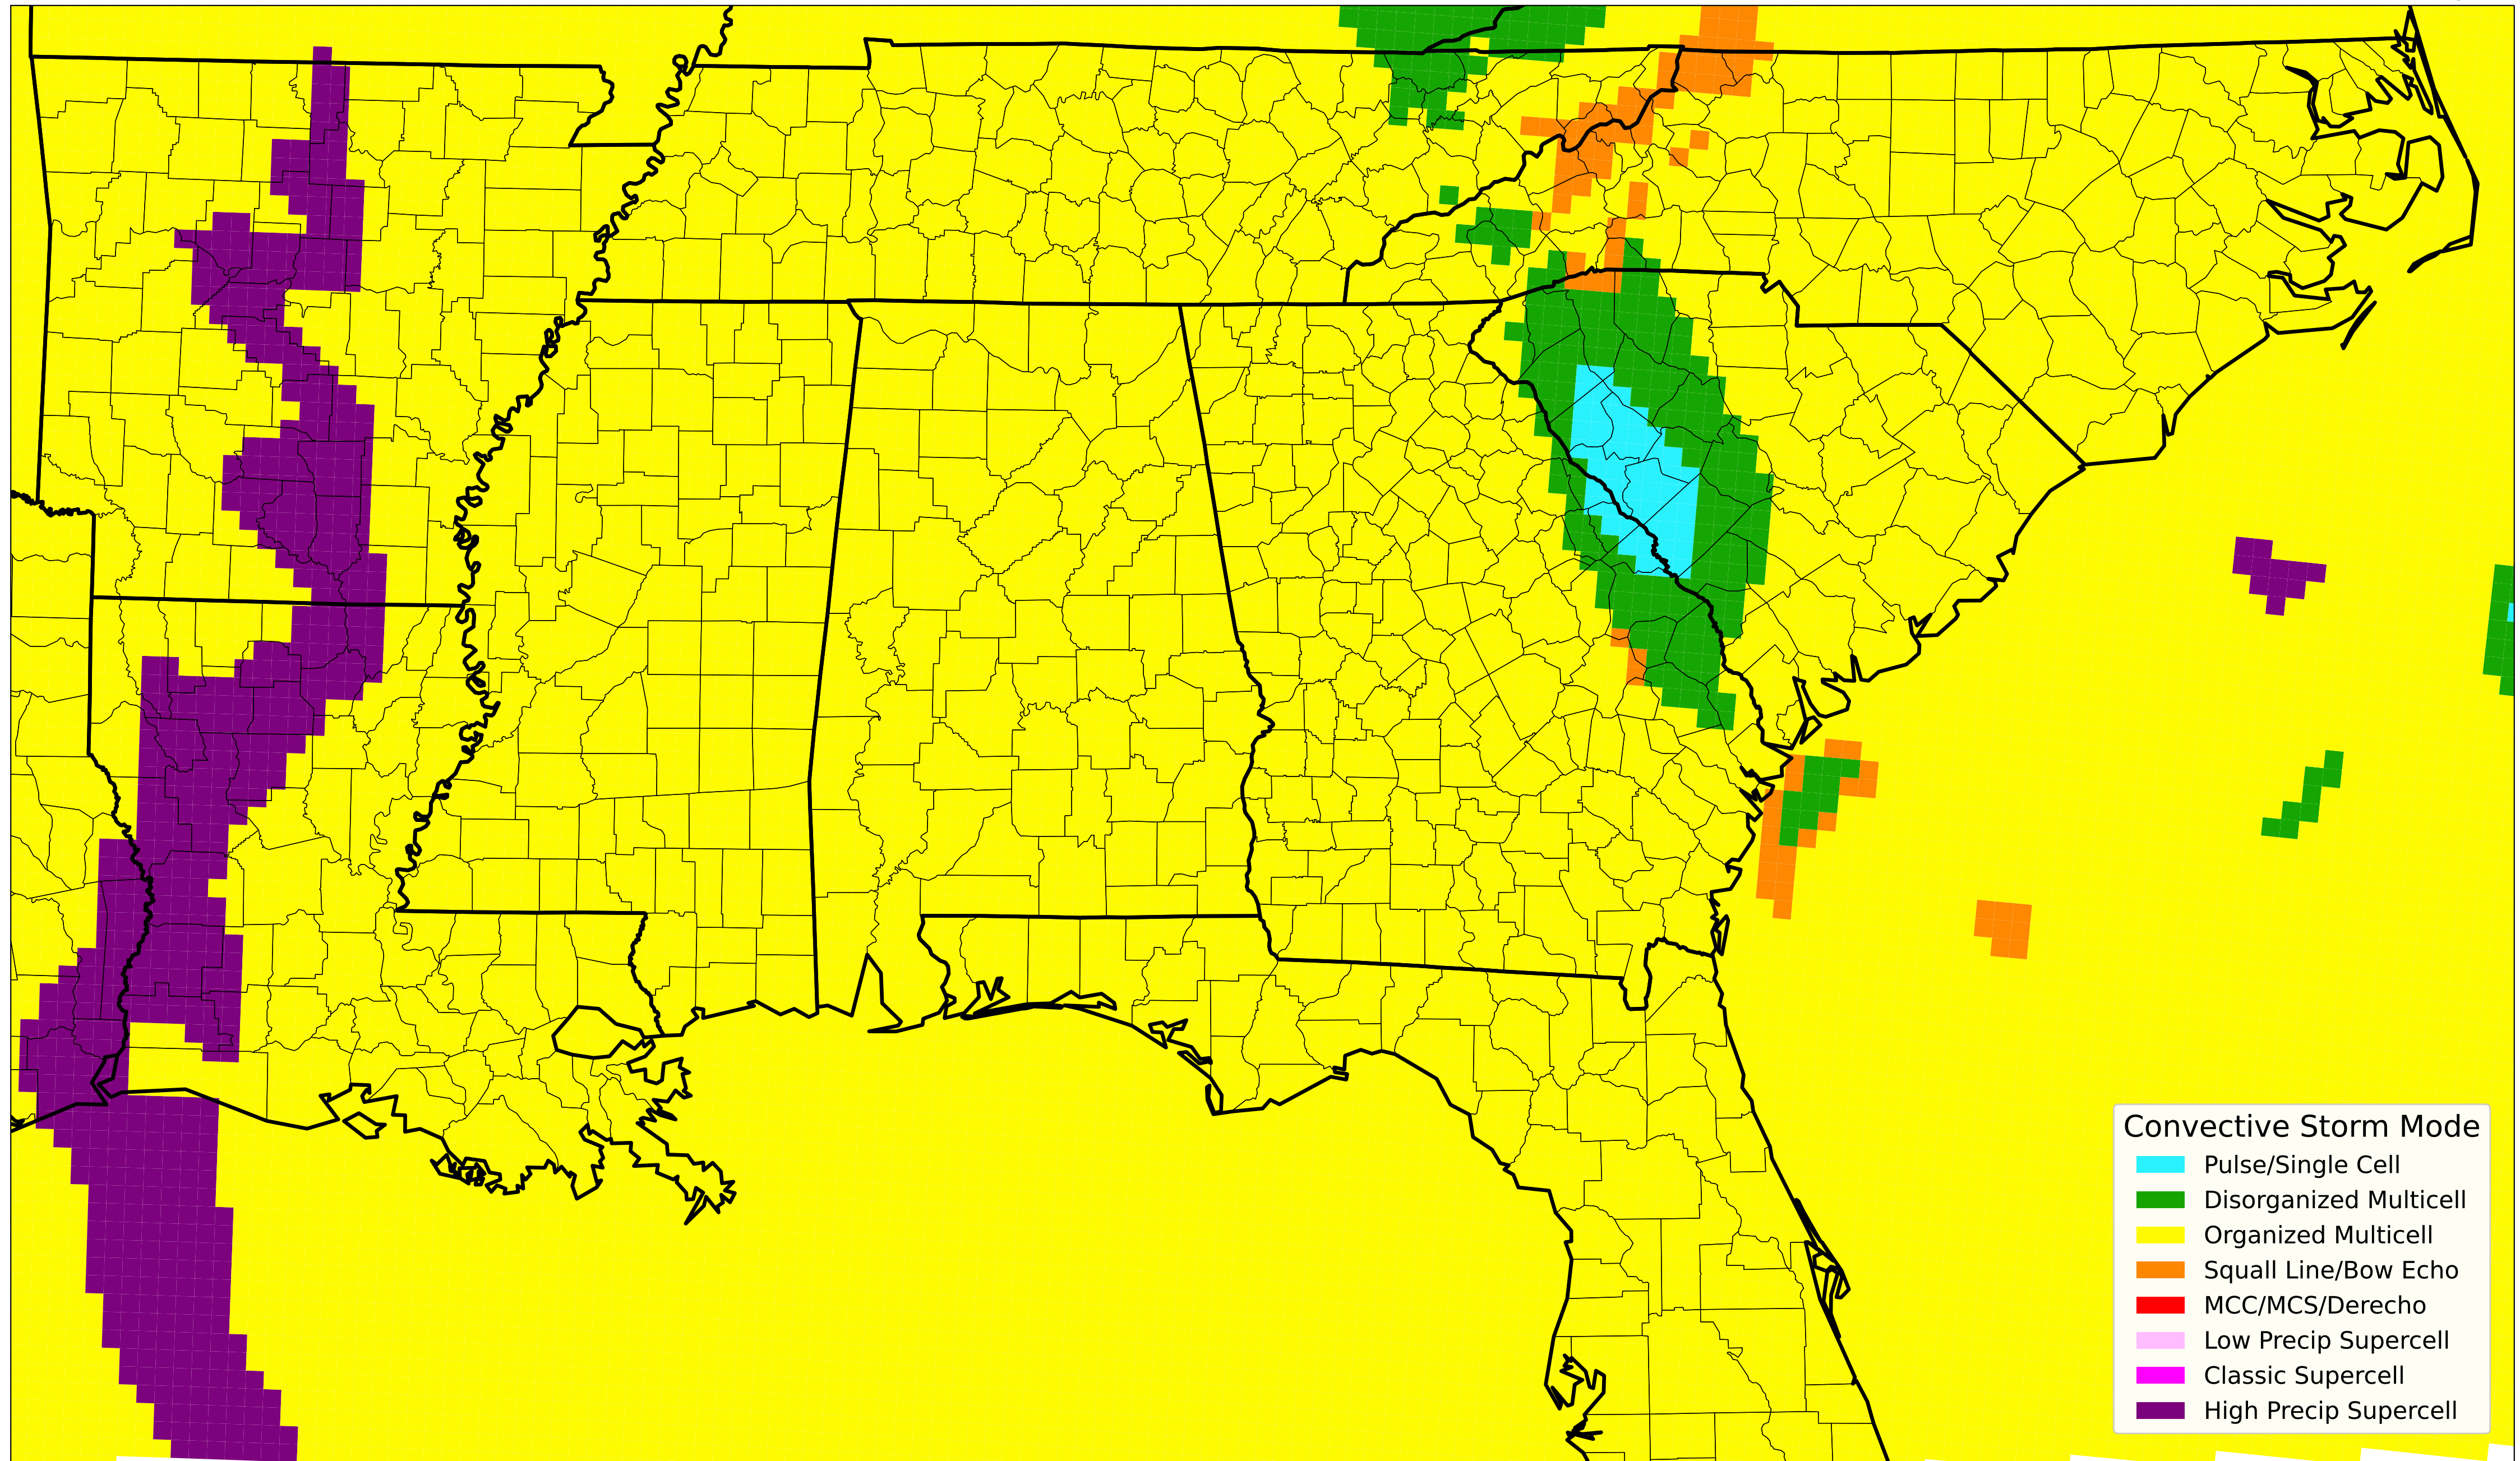 Convective Storm Mode
Pulse/Single Cell
Disorganized Multicell
Organized Multicell
Squall Line/Bow Echo
MCC/MCS/Derecho
Low Precip Supercell
Classic Supercell
High Precip Supercell